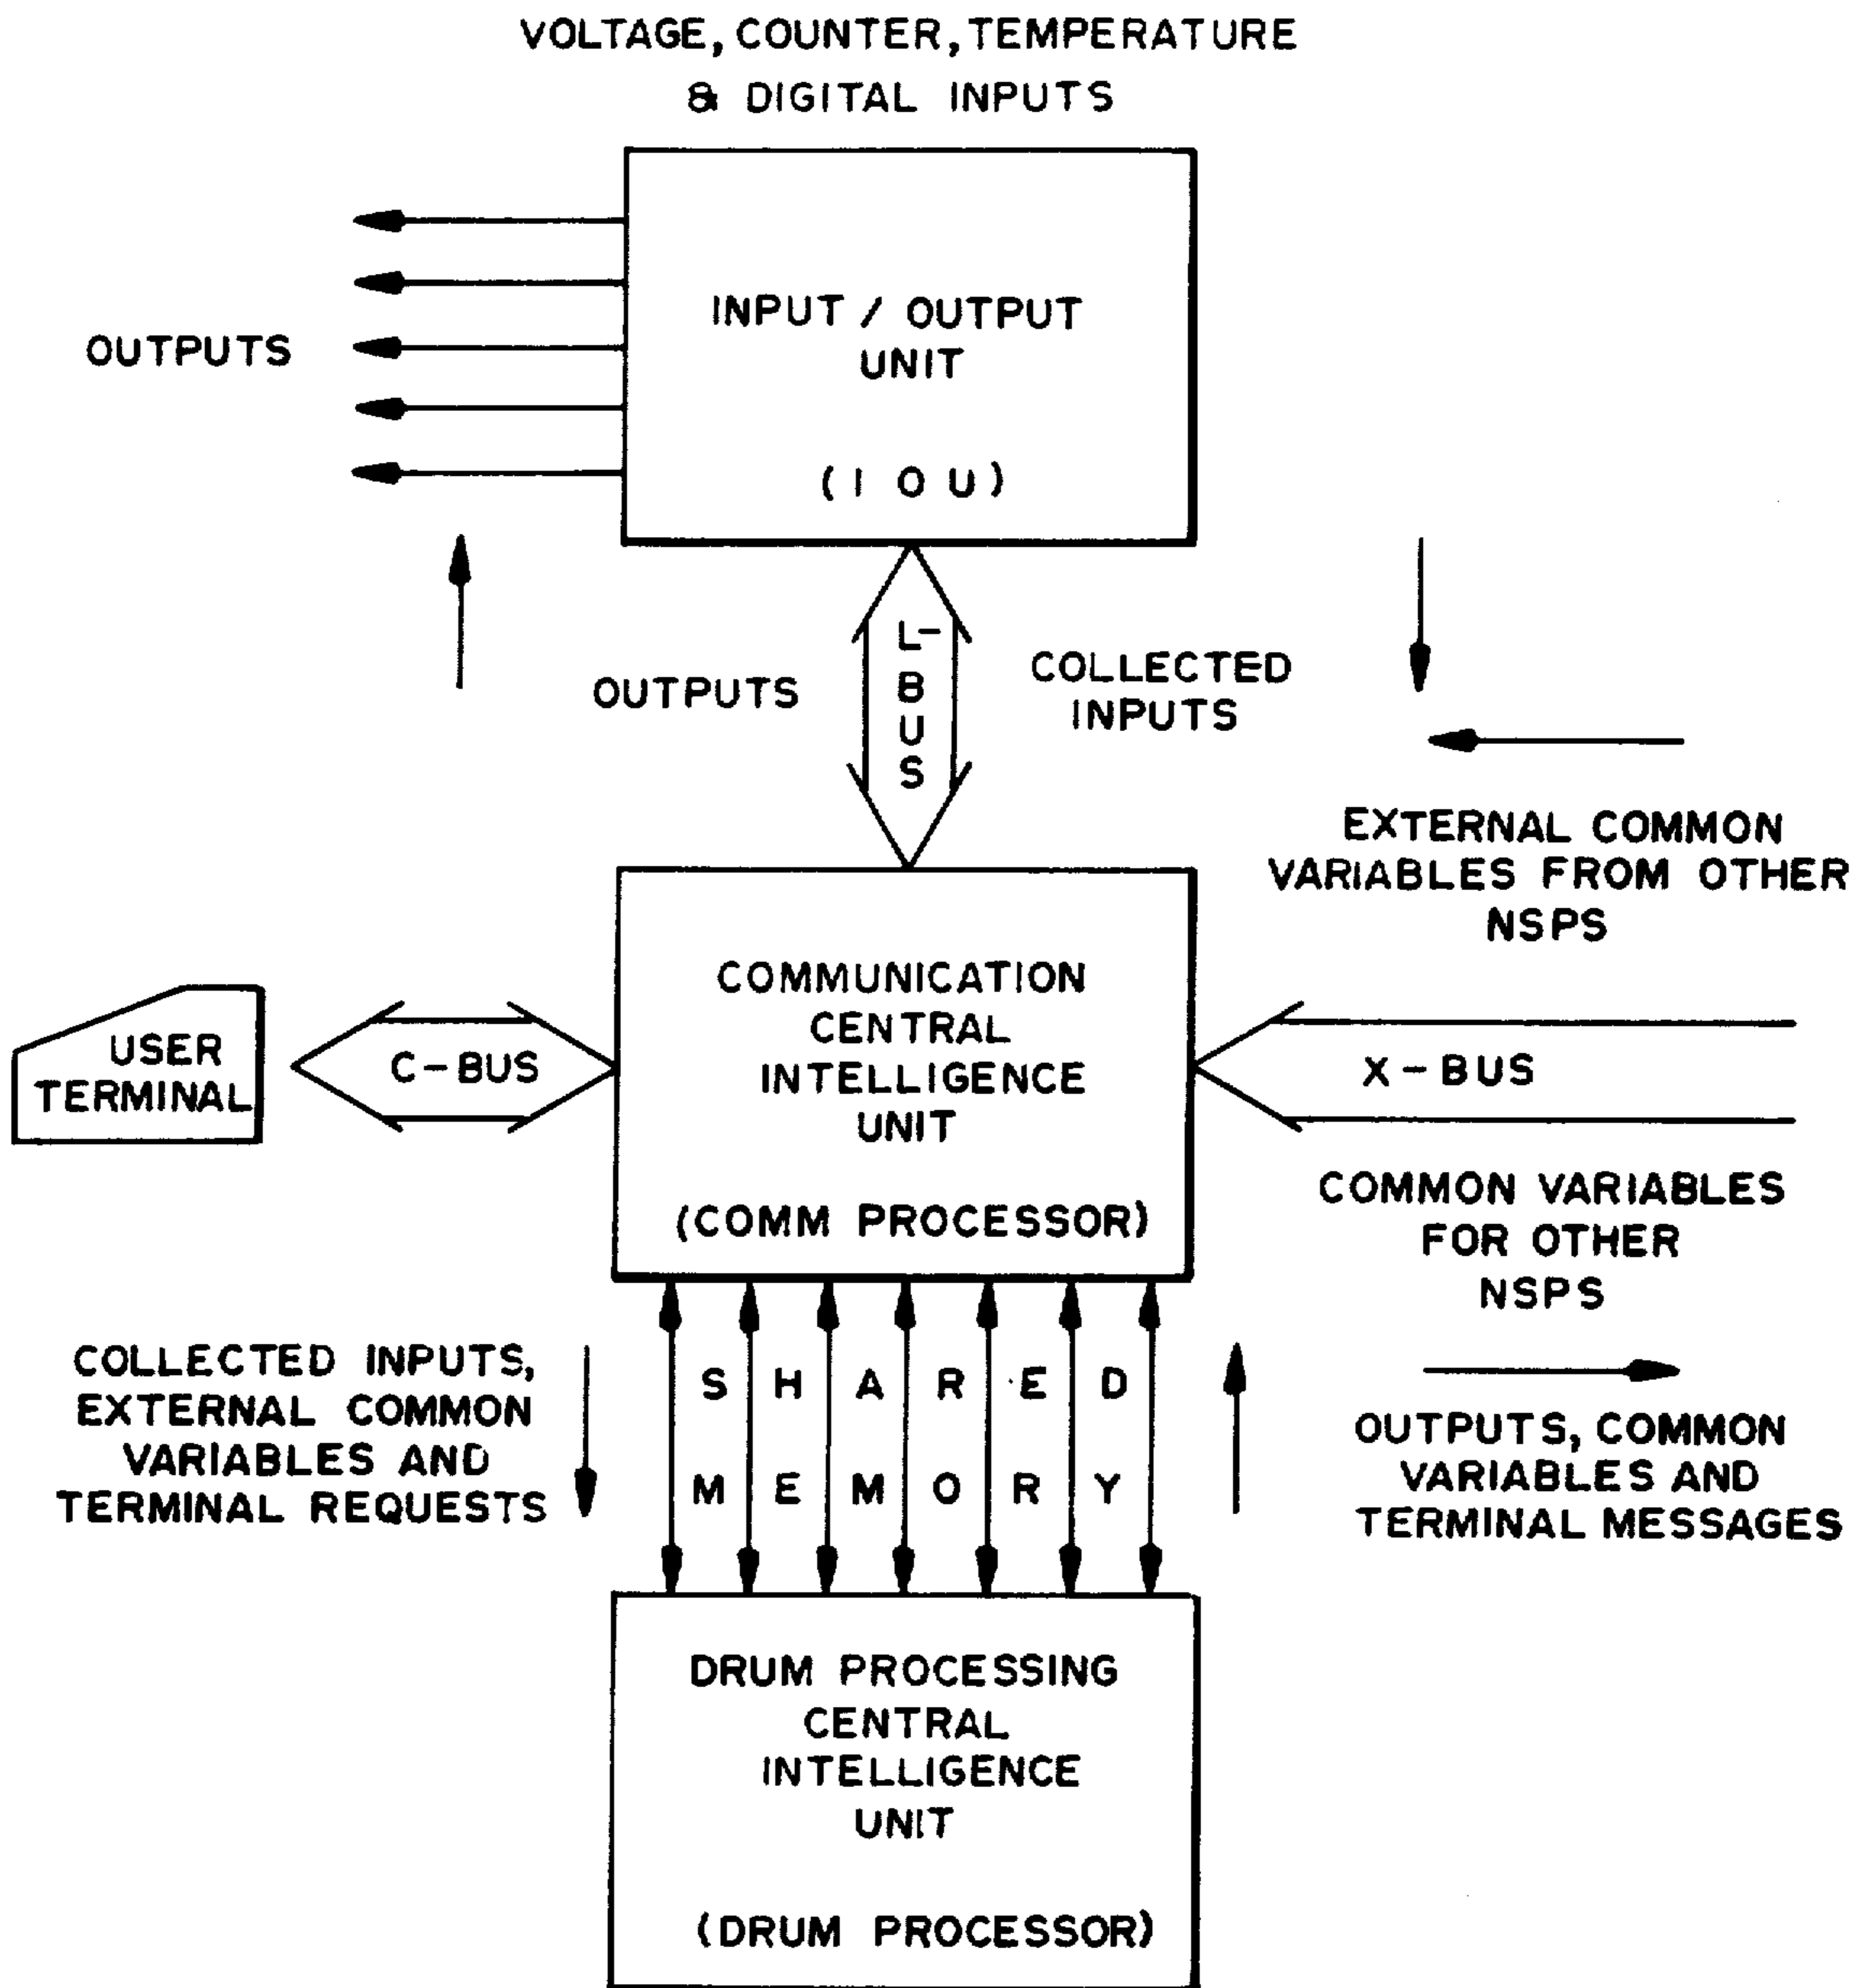 VOLTAGE, COUNTER, TEMPERATURE
& DIGITAL INPUTS
INPUT / OUTPUT
UNIT
(I O U)
OUTPUTS
OUTPUTS
L-
B
U
S
COLLECTED
INPUTS
EXTERNAL COMMON
VARIABLES FROM OTHER
NSPS
COMMUNICATION
CENTRAL
INTELLIGENCE
UNIT
(COMM PROCESSOR)
USER
TERMINAL
C-BUS
X-BUS
COMMON VARIABLES
FOR OTHER
NSPS
COLLECTED INPUTS,
EXTERNAL COMMON
VARIABLES AND
TERMINAL REQUESTS
S H A R E D
M E M O R Y
OUTPUTS, COMMON
VARIABLES AND
TERMINAL MESSAGES
DRUM PROCESSING
CENTRAL
INTELLIGENCE
UNIT
(DRUM PROCESSOR)